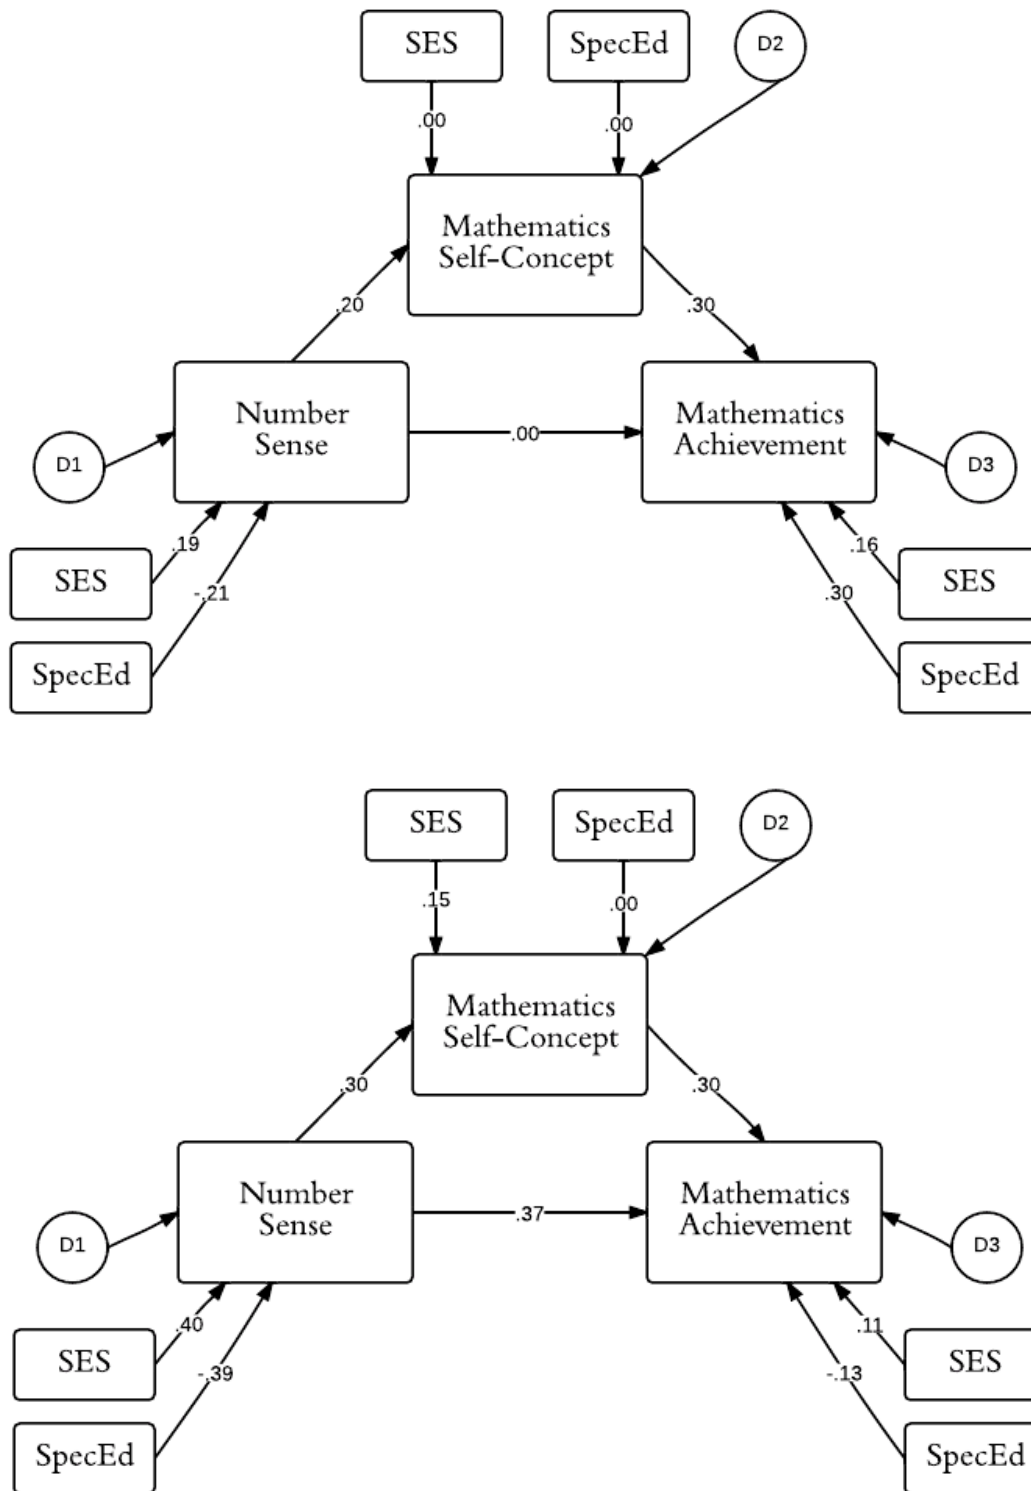 SES
SpecEd
D2
.00
.00
Mathematics
Self-Concept
.20
.30
Number
Sense
.00
Mathematics
Achievement
D1
D3
.19
.16
SES
-.21
.30
SES
SpecEd
SpecEd
SES
SpecEd
D2
.15
.00
Mathematics
Self-Concept
.30
.30
Number
Sense
.37
Mathematics
Achievement
D1
D3
.40
.11
SES
-.39
-.13
SES
SpecEd
SpecEd